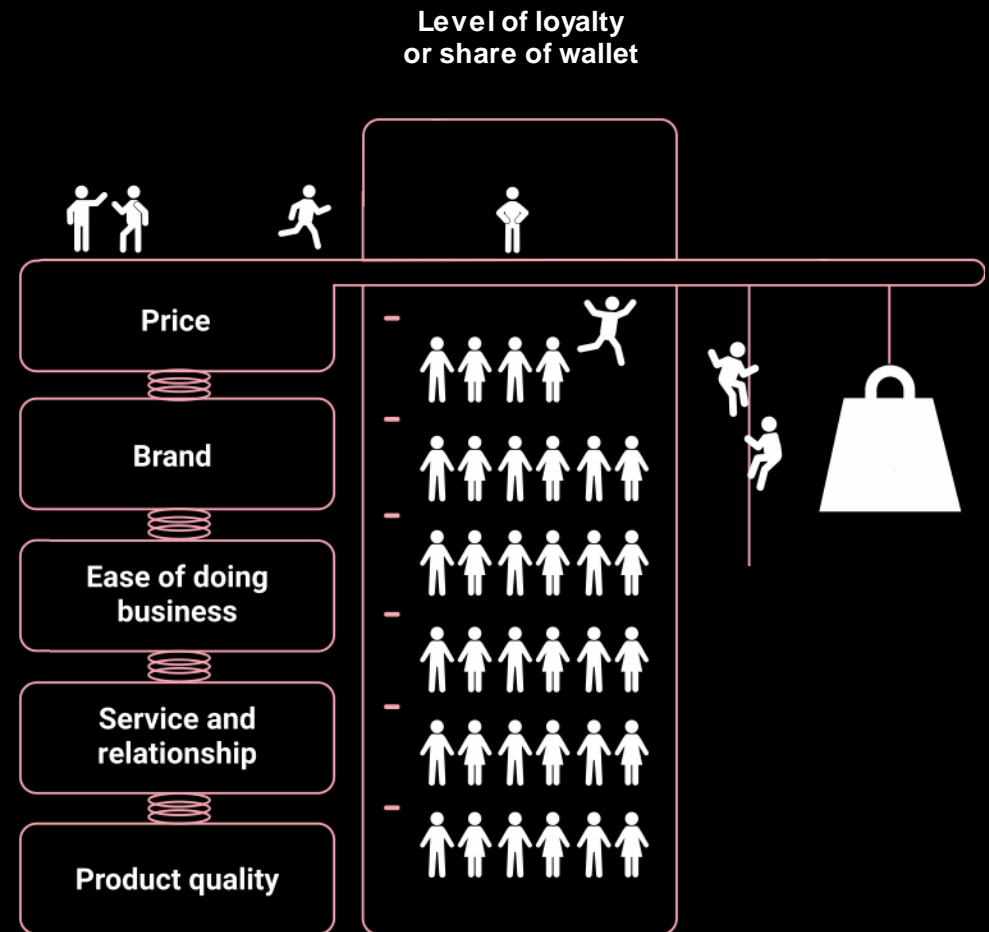 Level of loyalty
or share of wallet
Price
Brand
Ease of doing
business
Service and
relationship
Product quality